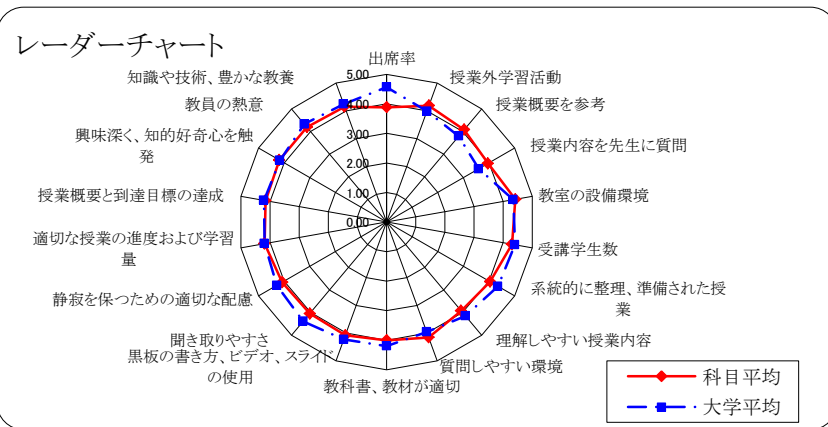 レーダーチャート
出席率
授業外学習活動
授業概要を参考
授業内容を先生に質問
教室の設備環境
受講学生数
系統的に整理、準備された授
業
理解しやすい授業内容
質問しやすい環境
教科書、教材が適切
黒板の書き方、ビデオ、スライド
の使用
聞き取りやすさ
静寂を保つための適切な配慮
適切な授業の進度および学習
量
授業概要と到達目標の達成
興味深く、知的好奇心を触
発
教員の熱意
知識や技術、豊かな教養
5.00
4.00
3.00
2.00
1.00
0.00
科目平均
大学平均